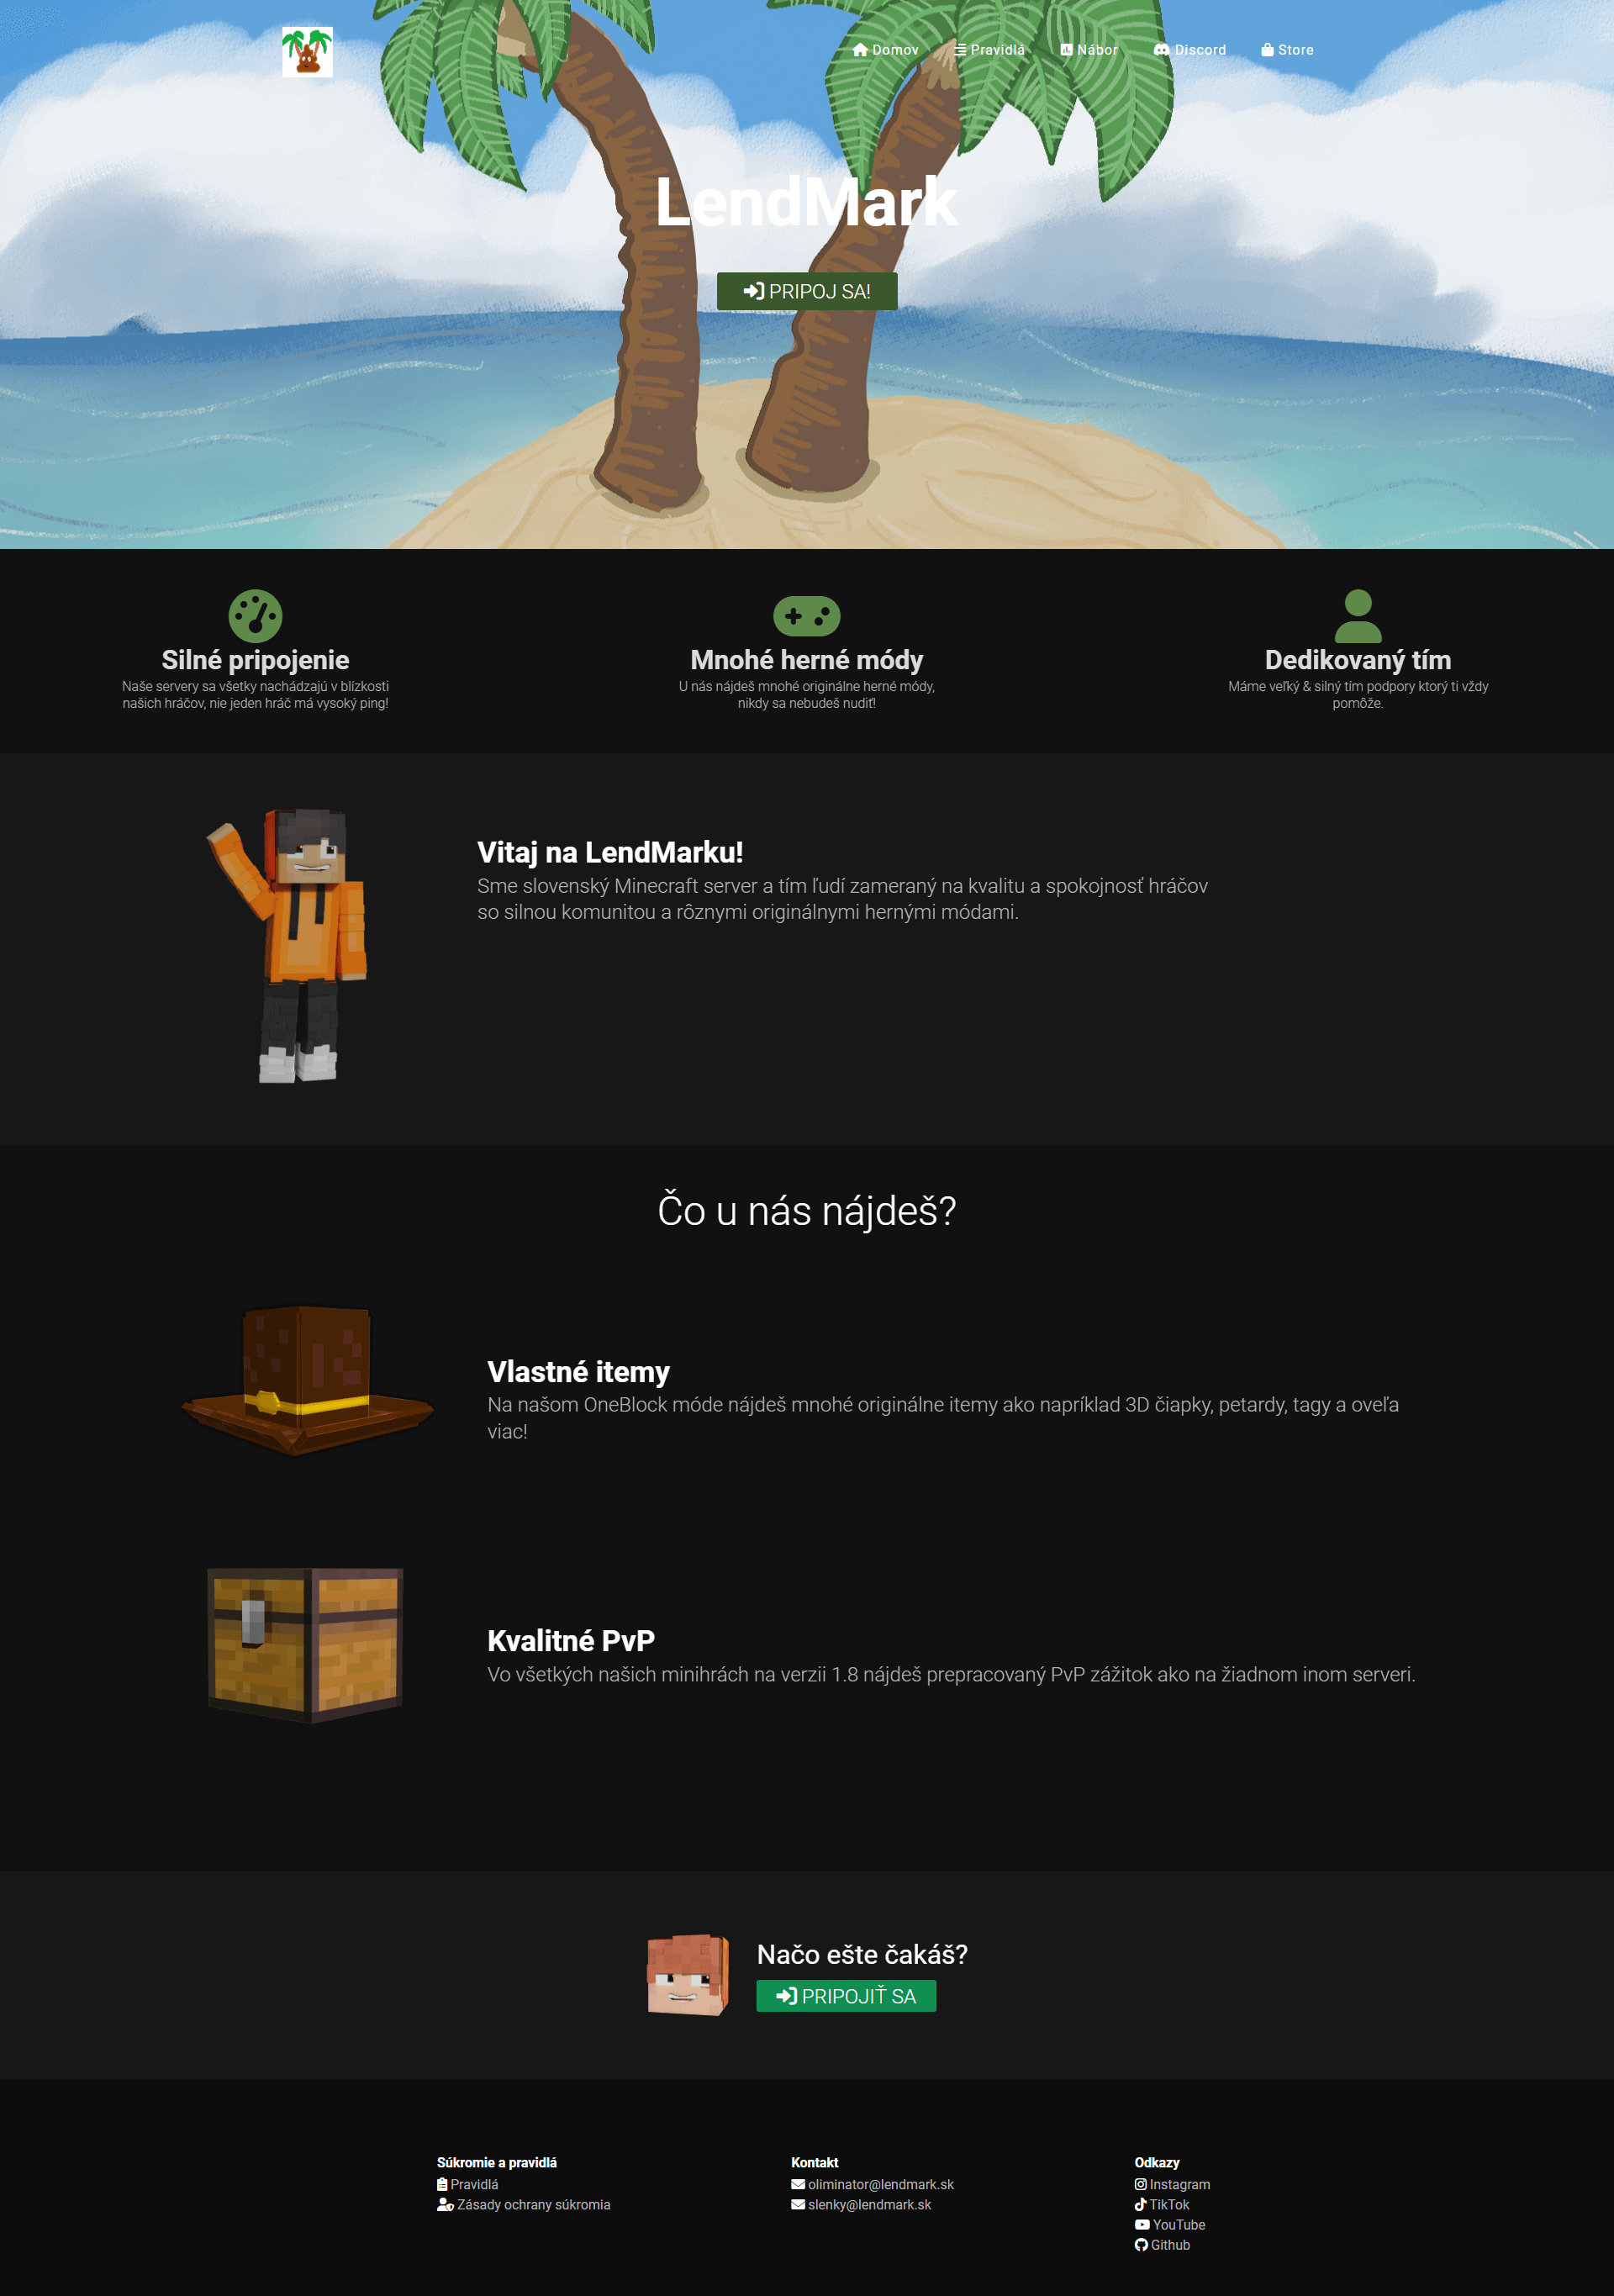 Domov Pravidlá Nábor Discord Store
LendMark
PRIPOJ SA!
Silné pripojenie
Naše servery sa všetky nachádzajú v blízkosti
našich hráčov, nie jeden hráč má vysoký ping!
Mnohé herné módy
U nás nájdeš mnohé originálne herné módy,
nikdy sa nebudeš nudiť!
Dedikovaný tím
Máme veľký & silný tím podpory ktorý ti vždy
pomôže.
Vitaj na LendMarku!
Sme slovenský Minecraft server a tím ľudí zameraný na kvalitu a spokojnosť hráčov
so silnou komunitou a rôznymi originálnymi hernými módami.
Čo u nás nájdeš?
Vlastné itemy
Na našom OneBlock móde nájdeš mnohé originálne itemy ako napríklad 3D čiapky, petardy, tagy a oveľa
viac!
Kvalitné PvP
Vo všetkých našich minihrách na verzii 1.8 nájdeš prepracovaný PvP zážitok ako na žiadnom inom serveri.
Načo ešte čakáš?
PRIPOJIŤ SA
Súkromie a pravidlá
Pravidlá
Zásady ochrany súkromia
Kontakt
oliminator@lendmark.sk
slenky@lendmark.sk
Odkazy
Instagram
TikTok
YouTube
Github